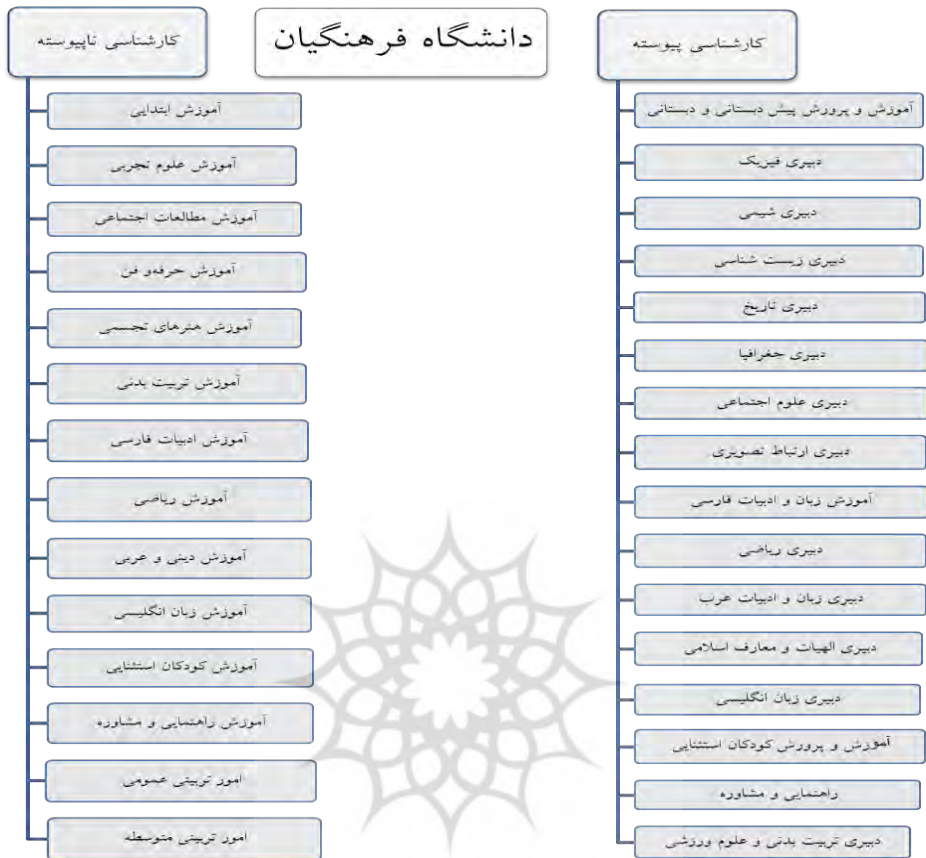 دانشگاه فرهنگیان
کارشناسی پیوسته
آموزش و پرورش پیش دبستانی و دبستانی
دبیری فیزیک
دبیری شیمی
دبیری زیست شناسی
دبیری تاریخ
دبیری جغرافیا
دبیری علوم اجتماعی
دبیری ارتباط تصویری
آموزش زبان و ادبیات فارسی
دبیری ریاضی
دبیری زبان و ادبیات عرب
دبیری الهیات و معارف اسلامی
دبیری زبان انگلیسی
آموزش و پرورش کودکان استثنایی
راهنمایی و مشاوره
دبیری تربیت بدنی و علوم ورزشی
کارشناسی ناپیوسته
آموزش ابتدایی
آموزش علوم تجربی
آموزش مطالعات اجتماعی
آموزش حرفه‌و فن
آموزش هنرهای تجسمی
آموزش تربیت بدنی
آموزش ادبیات فارسی
آموزش ریاضی
آموزش دینی و عربی
آموزش زبان انگلیسی
آموزش کودکان استثنایی
آموزش راهنمایی و مشاوره
امور تربیتی عمومی
امور تربیتی متوسطه